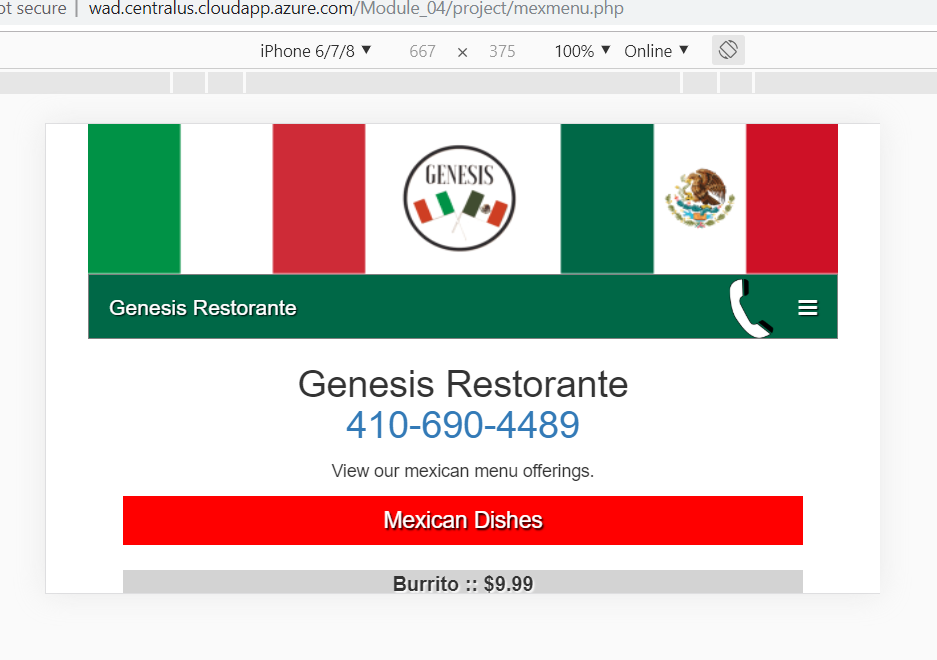 ot secure | wad.centralus.cloudapp.azure.com/Module_04/project/mexmenu.php
iPhone 6/7/8 ▼ 667 × 375 100% ▼ Online ▼
GENESIS
Genesis Restorante
Genesis Restorante
410-690-4489
View our mexican menu offerings.
Mexican Dishes
Burrito :: $9.99